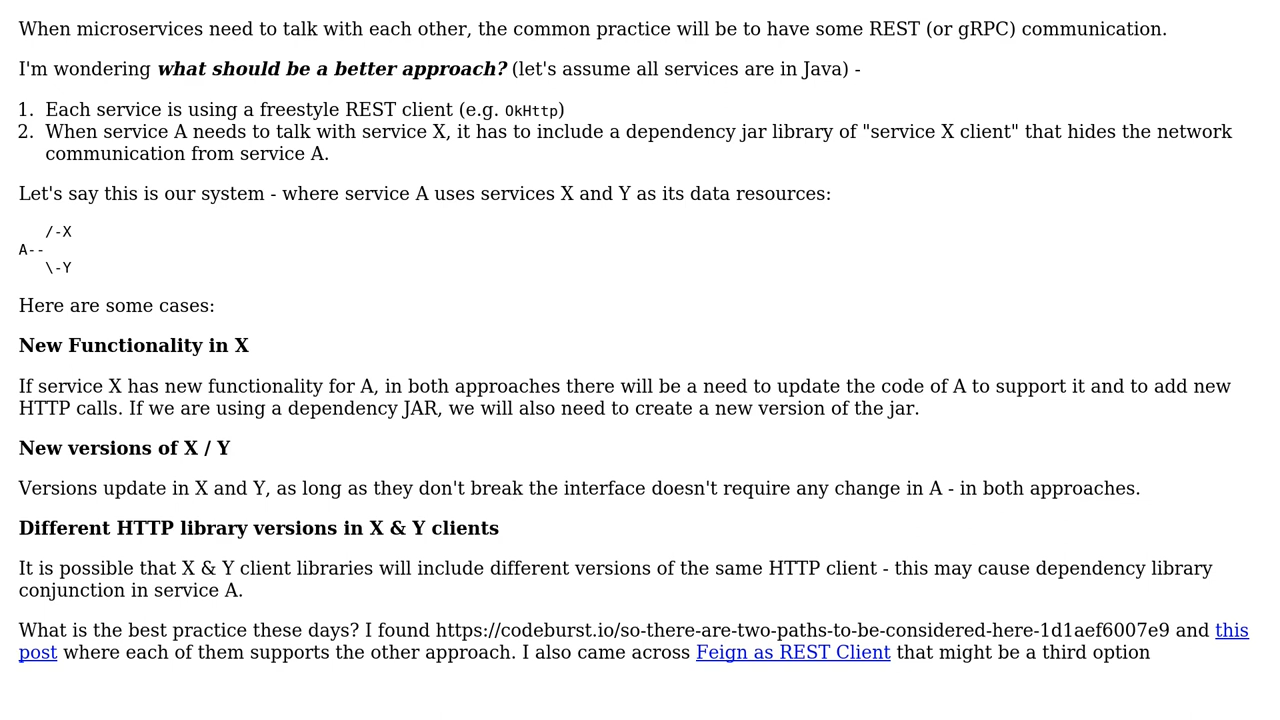 When microservices need to talk with each other, the common practice will be to have some REST (or gRPC) communication.
I'm wondering what should be a better approach? (let's assume all services are in Java) -
1. Each service is using a freestyle REST client (e.g. OkHttp)
2. When service A needs to talk with service X, it has to include a dependency jar library of "service X client" that hides the network
communication from service A.
Let's say this is our system - where service A uses services X and Y as its data resources:
   /-X
A--
   \-Y
Here are some cases:
New Functionality in X
If service X has new functionality for A, in both approaches there will be a need to update the code of A to support it and to add new
HTTP calls. If we are using a dependency JAR, we will also need to create a new version of the jar.
New versions of X / Y
Versions update in X and Y, as long as they don't break the interface doesn't require any change in A - in both approaches.
Different HTTP library versions in X & Y clients
It is possible that X & Y client libraries will include different versions of the same HTTP client - this may cause dependency library
conjunction in service A.
What is the best practice these days? I found https://codeburst.io/so-there-are-two-paths-to-be-considered-here-1d1aef6007e9 and this
post where each of them supports the other approach. I also came across Feign as REST Client that might be a third option